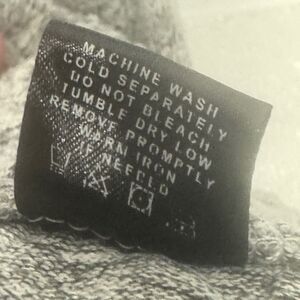 MACHINE WASH
COLD SEPARATELY
DO NOT BLEACH
TUMBLE DRY LOW
REMOVE PROMPTLY
WARM IRON
IF NEEDED